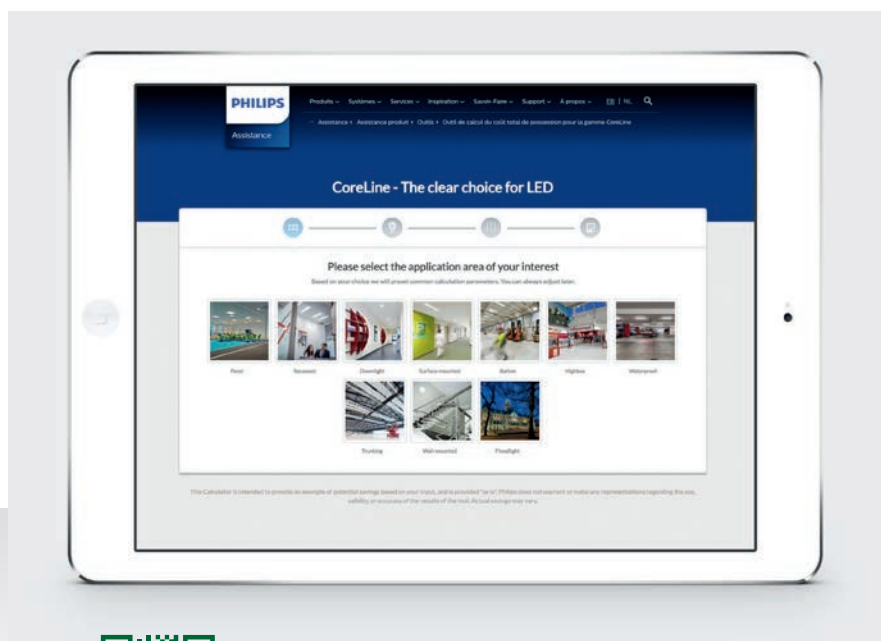 PHILIPS
Produits Systèmes Services Inspiration Savoir-Faire Support À propos FR | NL
Assistance › Assistance produit › Outils › Outil de calcul du coût total de possession pour la gamme CoreLine
Assistance
CoreLine - The clear choice for LED
Please select the application area of your interest
Based on your choice we will preset common calculation parameters. You can always adjust later.
Panel Recessed Downlight Surface-mounted Batten Highbay Waterproof
Trunking Wall-mounted Floodlight
This Calculator is intended to provide an example of potential savings based on your input, and is provided "as is". Philips does not warrant or make any representations regarding the use,
validity, or accuracy of the results of the tool. Actual savings may vary.